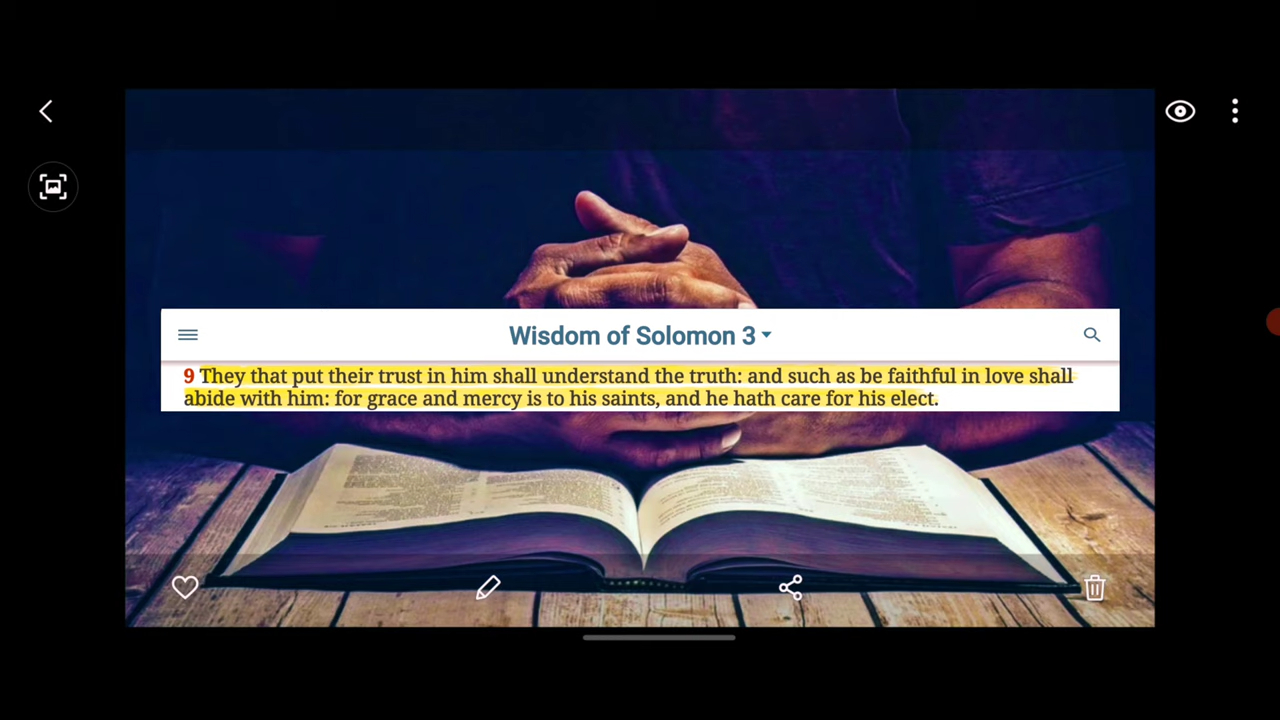 Wisdom of Solomon 3
9 They that put their trust in him shall understand the truth: and such as be faithful in love shall
abide with him: for grace and mercy is to his saints, and he hath care for his elect.